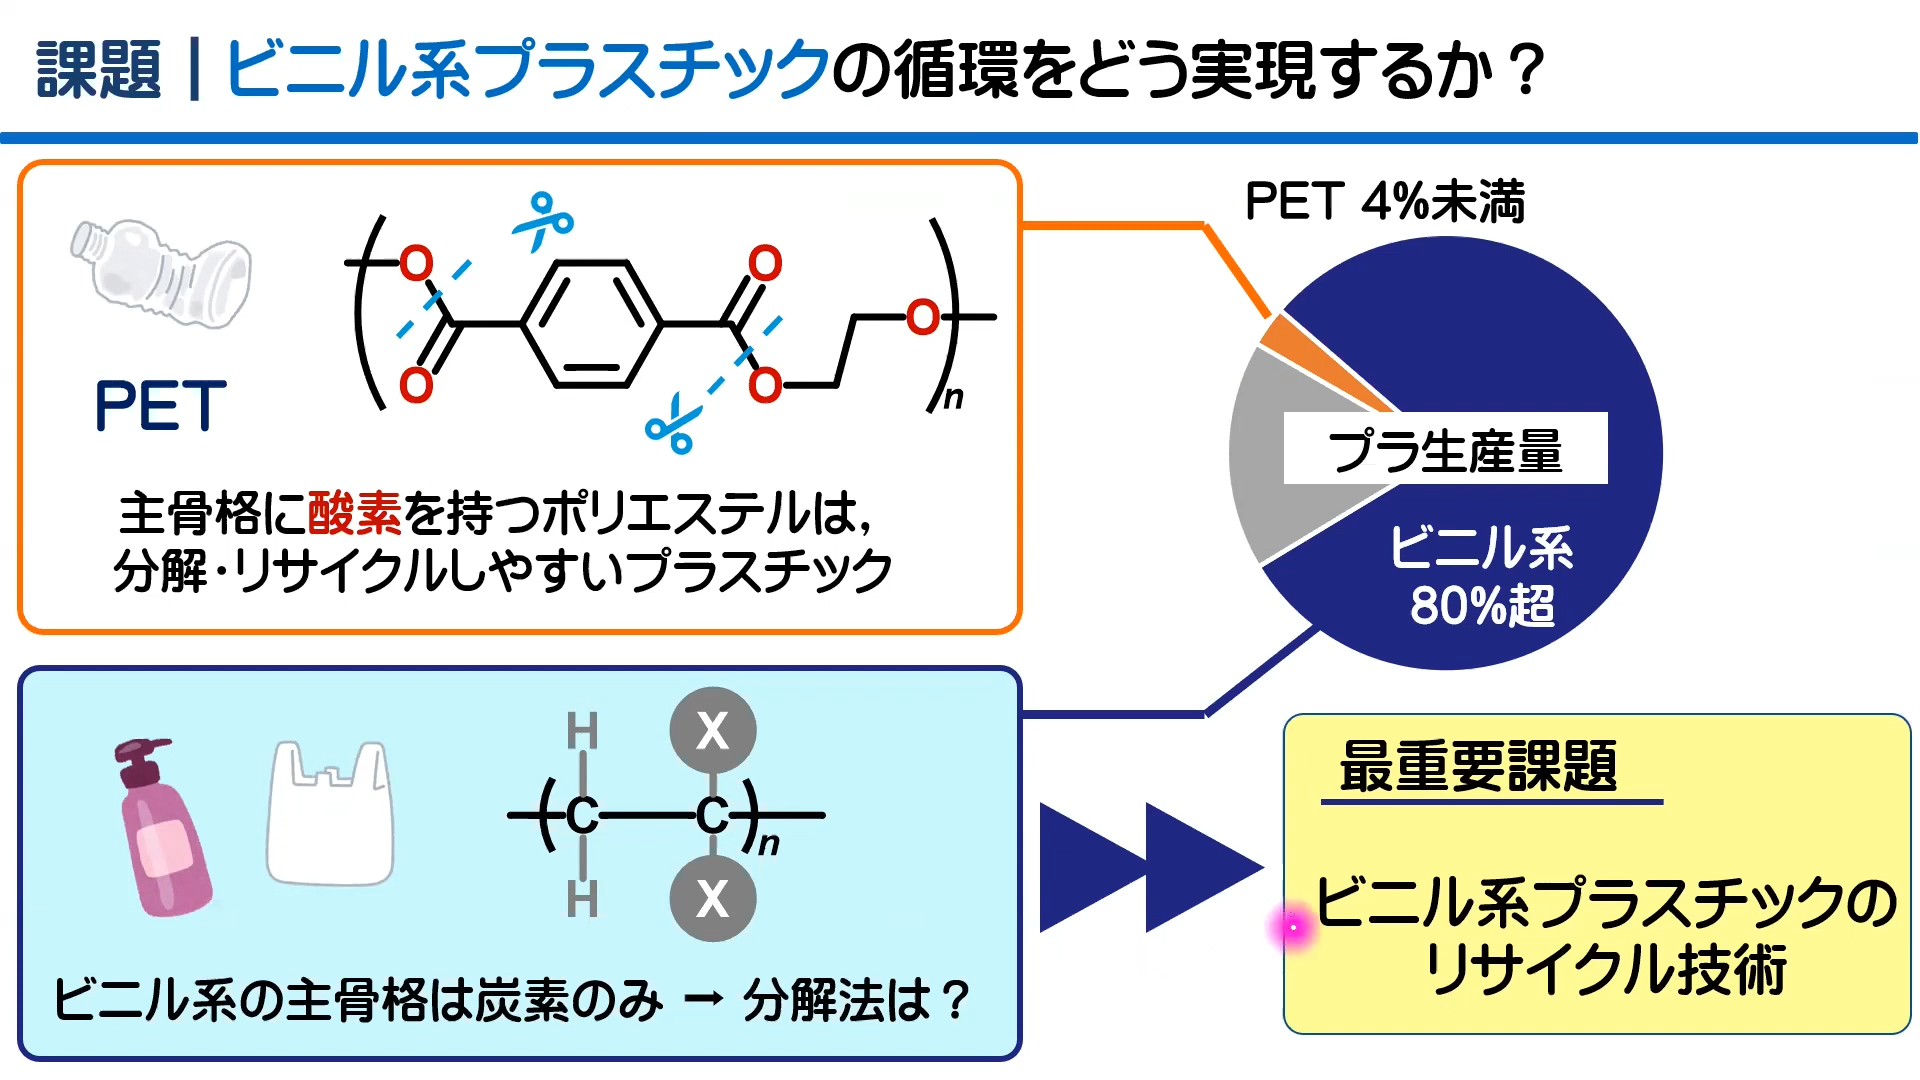 課題｜ビニル系プラスチックの循環をどう実現するか？
PET
O
O
O
O
O
n
主骨格に酸素を持つポリエステルは，
分解・リサイクルしやすいプラスチック
PET 4%未満
プラ生産量
ビニル系
80%超
H X
C C
n
H X
ビニル系の主骨格は炭素のみ → 分解法は？
最重要課題
ビニル系プラスチックの
リサイクル技術